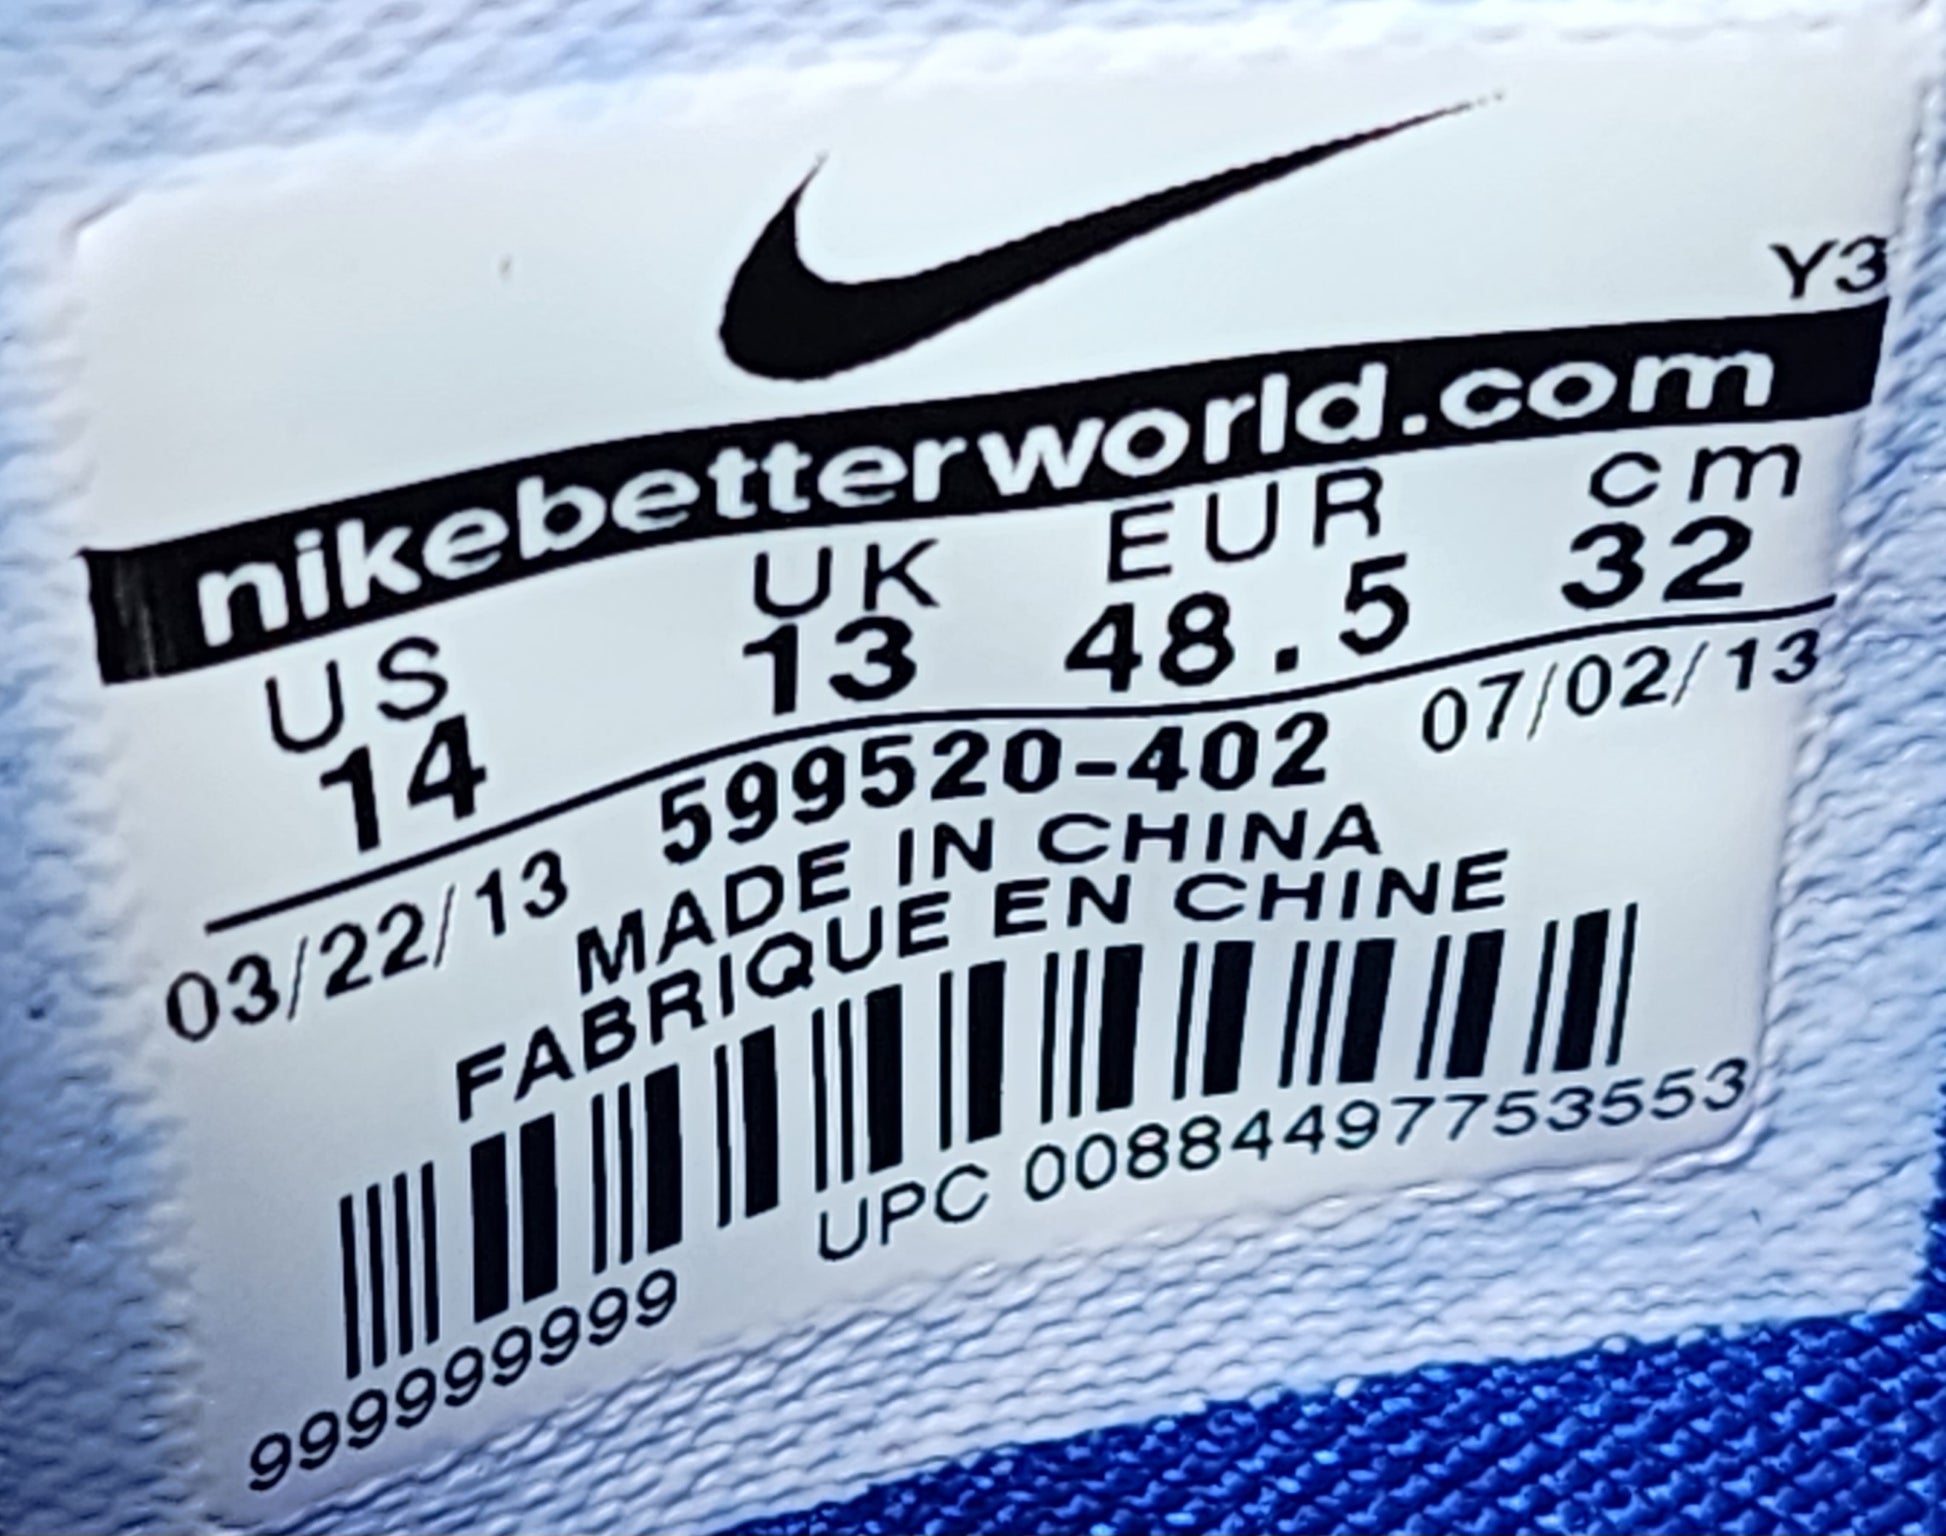 Y3
nikebetterworld.com
US UK EUR cm
14 13 48.5 32
03/22/13 599520-402 07/02/13
MADE IN CHINA
FABRIQUE EN CHINE
UPC 00884497753553
9999999999